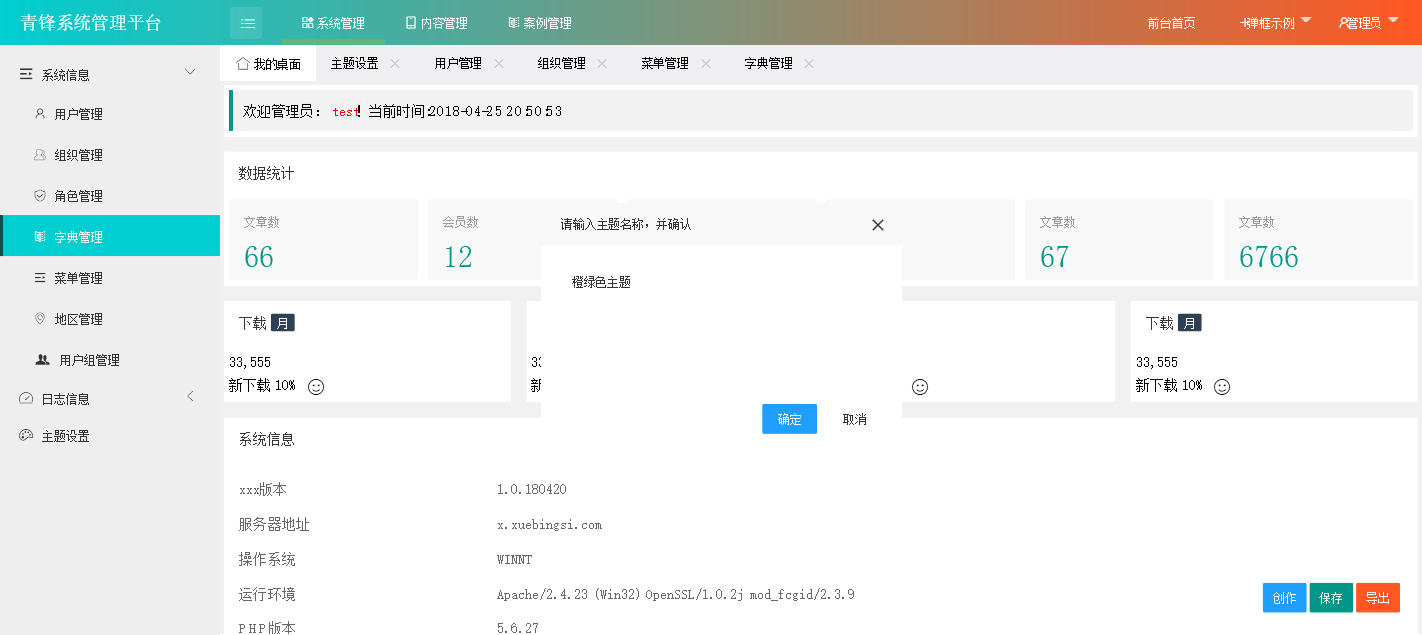 青锋系统管理平台
系统管理
内容管理
案例管理
前台首页
弹框示例
管理员
系统信息
用户管理
组织管理
角色管理
字典管理
菜单管理
地区管理
用户组管理
日志信息
主题设置
我的桌面
主题设置
用户管理
组织管理
菜单管理
字典管理
欢迎管理员： test! 当前时间:2018-04-25 20:50:53
数据统计
文章数
66
会员数
12
文章数
67
文章数
6766
请输入主题名称，并确认
橙绿色主题
确定
取消
下载 月
33,555
新下载 10%
下载 月
33,555
新下载 10%
系统信息
xxx版本
1.0.180420
服务器地址
x.xuebingsi.com
操作系统
WINNT
运行环境
Apache/2.4.23 (Win32) OpenSSL/1.0.2j mod_fcgid/2.3.9
PHP版本
5.6.27
创作
保存
导出